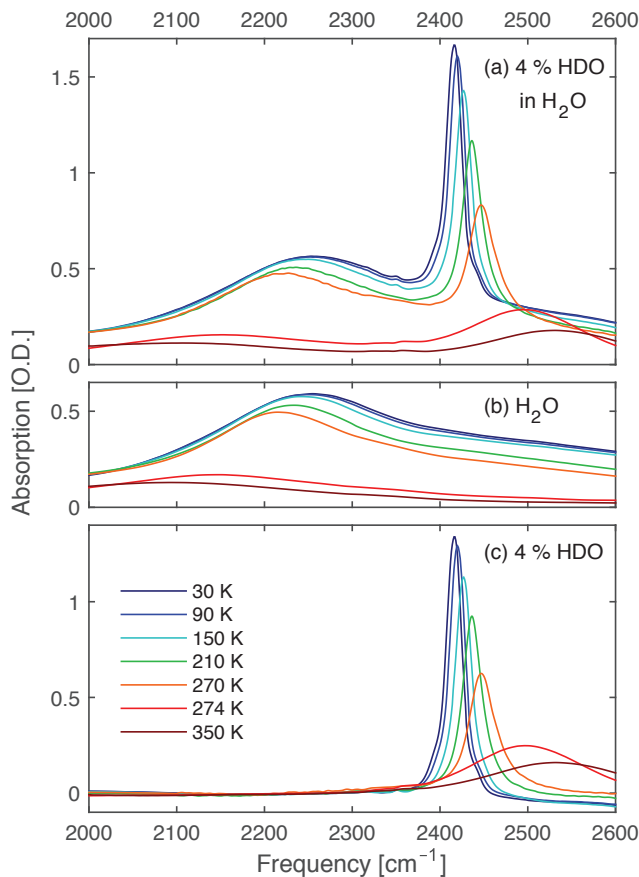 2000 2100 2200 2300 2400 2500 2600
1.5
1
0.5
0
(a) 4 % HDO
in H₂O
0.5
0
(b) H₂O
Absorption [O.D.]
1
0.5
0
(c) 4 % HDO
30 K
90 K
150 K
210 K
270 K
274 K
350 K
2000 2100 2200 2300 2400 2500 2600
Frequency [cm⁻¹]